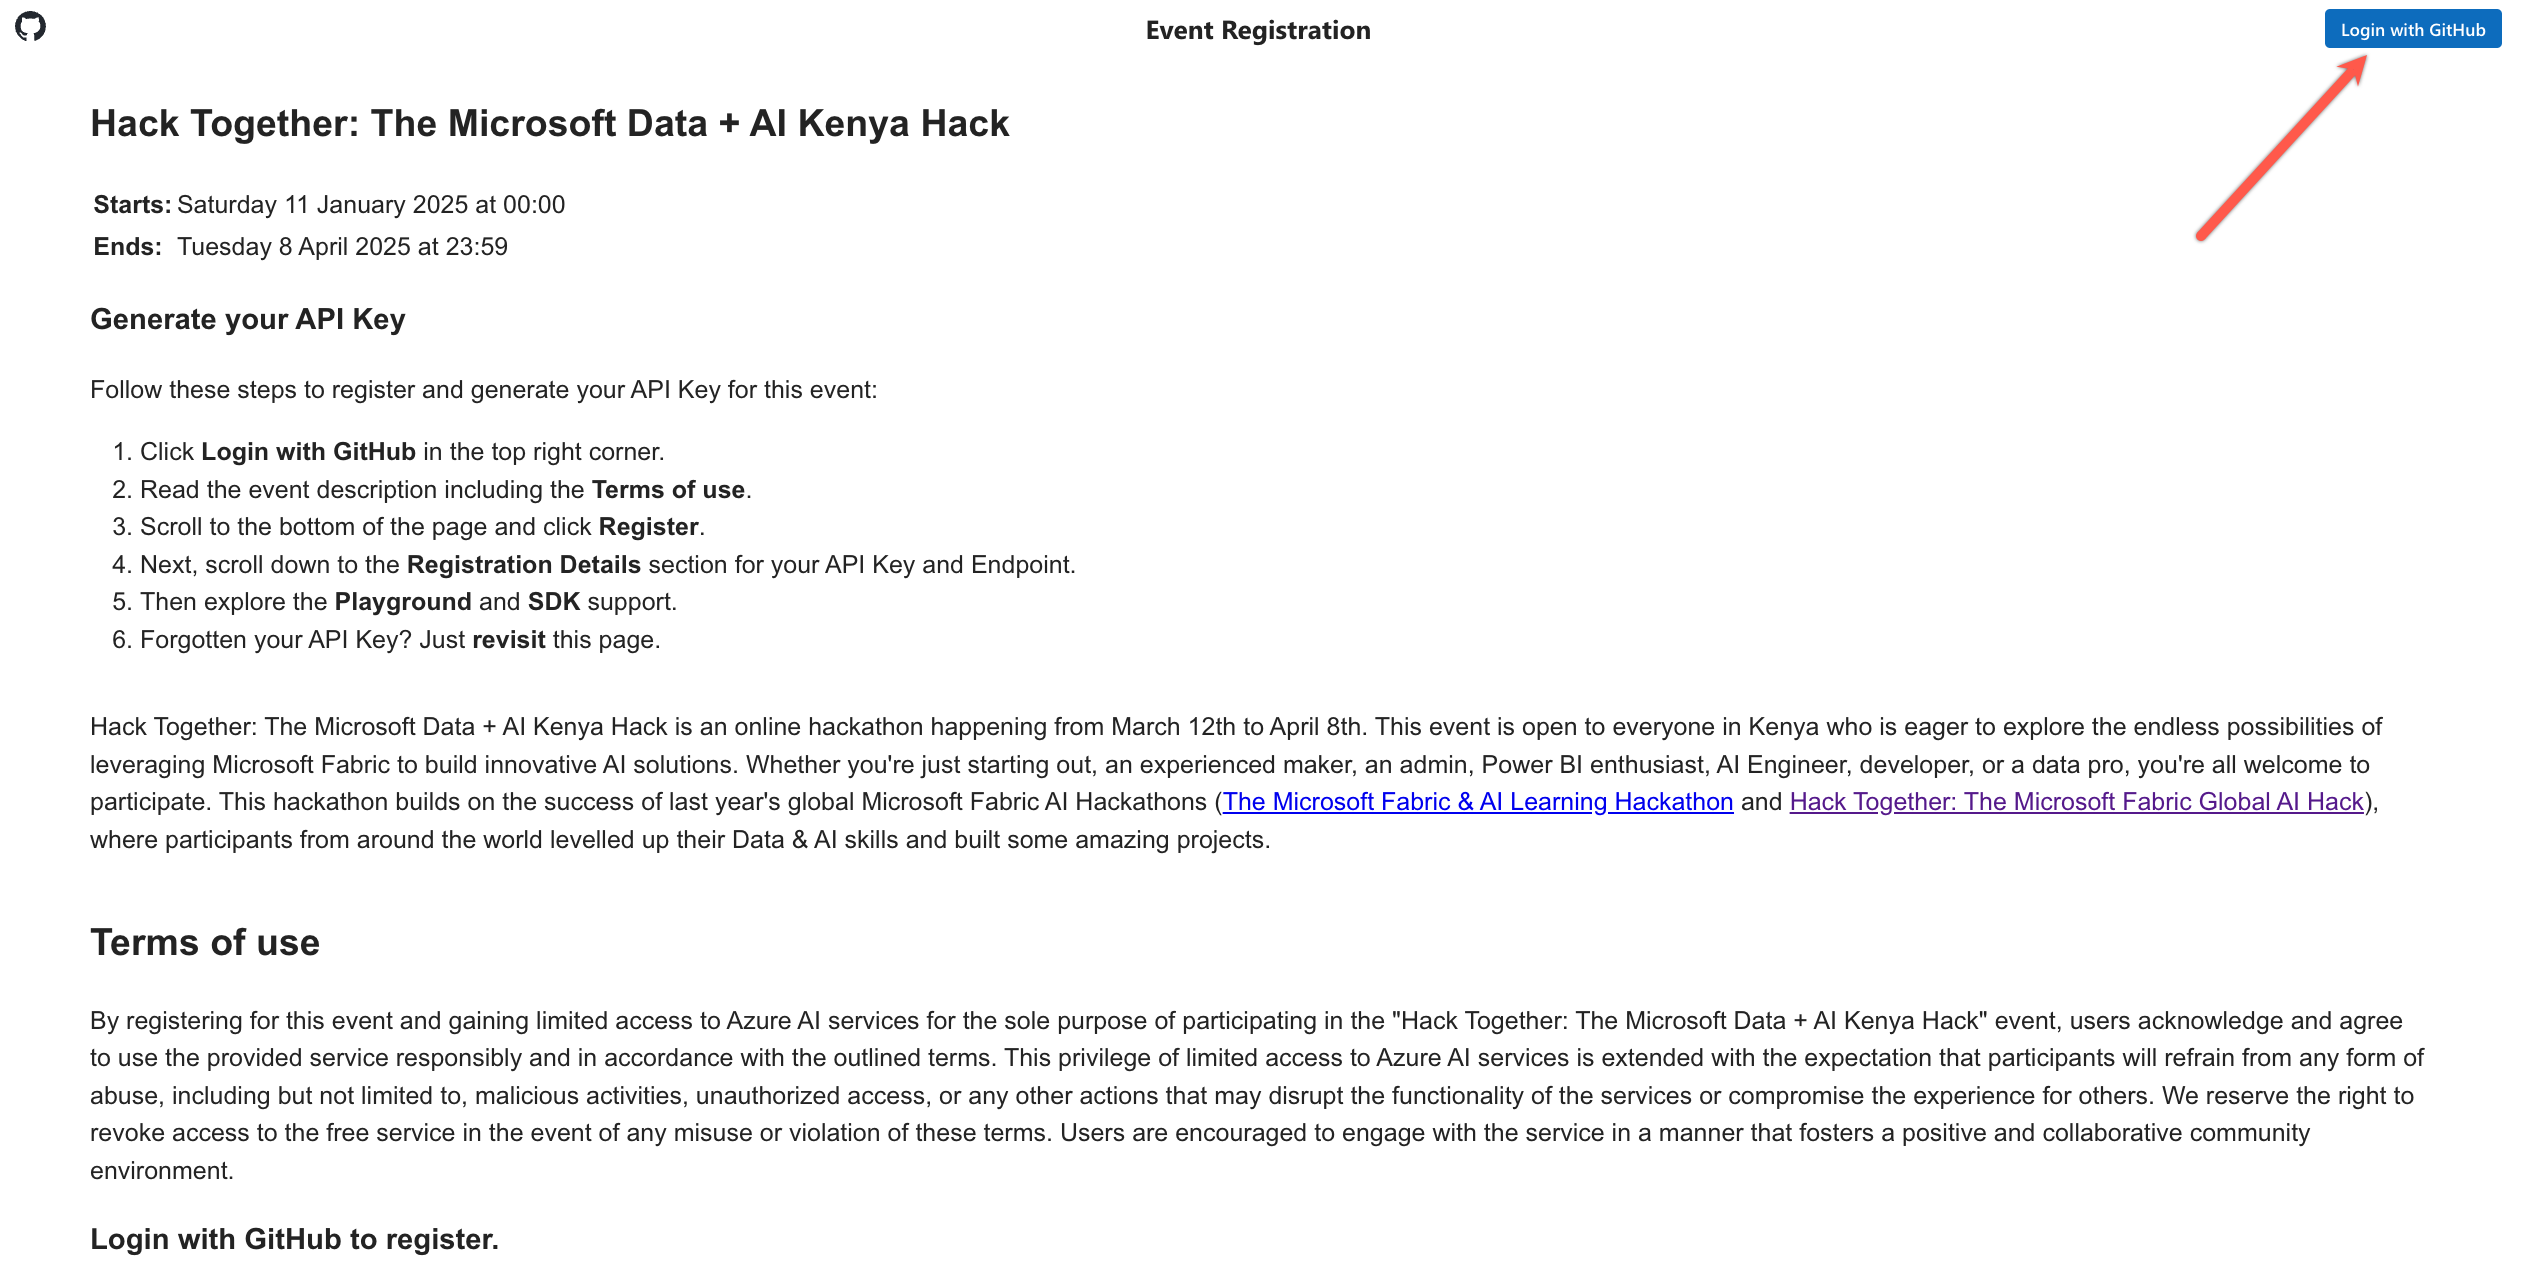 Event Registration
Login with GitHub
Hack Together: The Microsoft Data + AI Kenya Hack
Starts: Saturday 11 January 2025 at 00:00
Ends: Tuesday 8 April 2025 at 23:59
Generate your API Key
Follow these steps to register and generate your API Key for this event:
1. Click Login with GitHub in the top right corner.
2. Read the event description including the Terms of use.
3. Scroll to the bottom of the page and click Register.
4. Next, scroll down to the Registration Details section for your API Key and Endpoint.
5. Then explore the Playground and SDK support.
6. Forgotten your API Key? Just revisit this page.
Hack Together: The Microsoft Data + AI Kenya Hack is an online hackathon happening from March 12th to April 8th. This event is open to everyone in Kenya who is eager to explore the endless possibilities of
leveraging Microsoft Fabric to build innovative AI solutions. Whether you're just starting out, an experienced maker, an admin, Power BI enthusiast, AI Engineer, developer, or a data pro, you're all welcome to
participate. This hackathon builds on the success of last year's global Microsoft Fabric AI Hackathons (The Microsoft Fabric & AI Learning Hackathon and Hack Together: The Microsoft Fabric Global AI Hack),
where participants from around the world levelled up their Data & AI skills and built some amazing projects.
Terms of use
By registering for this event and gaining limited access to Azure AI services for the sole purpose of participating in the "Hack Together: The Microsoft Data + AI Kenya Hack" event, users acknowledge and agree
to use the provided service responsibly and in accordance with the outlined terms. This privilege of limited access to Azure AI services is extended with the expectation that participants will refrain from any form of
abuse, including but not limited to, malicious activities, unauthorized access, or any other actions that may disrupt the functionality of the services or compromise the experience for others. We reserve the right to
revoke access to the free service in the event of any misuse or violation of these terms. Users are encouraged to engage with the service in a manner that fosters a positive and collaborative community
environment.
Login with GitHub to register.